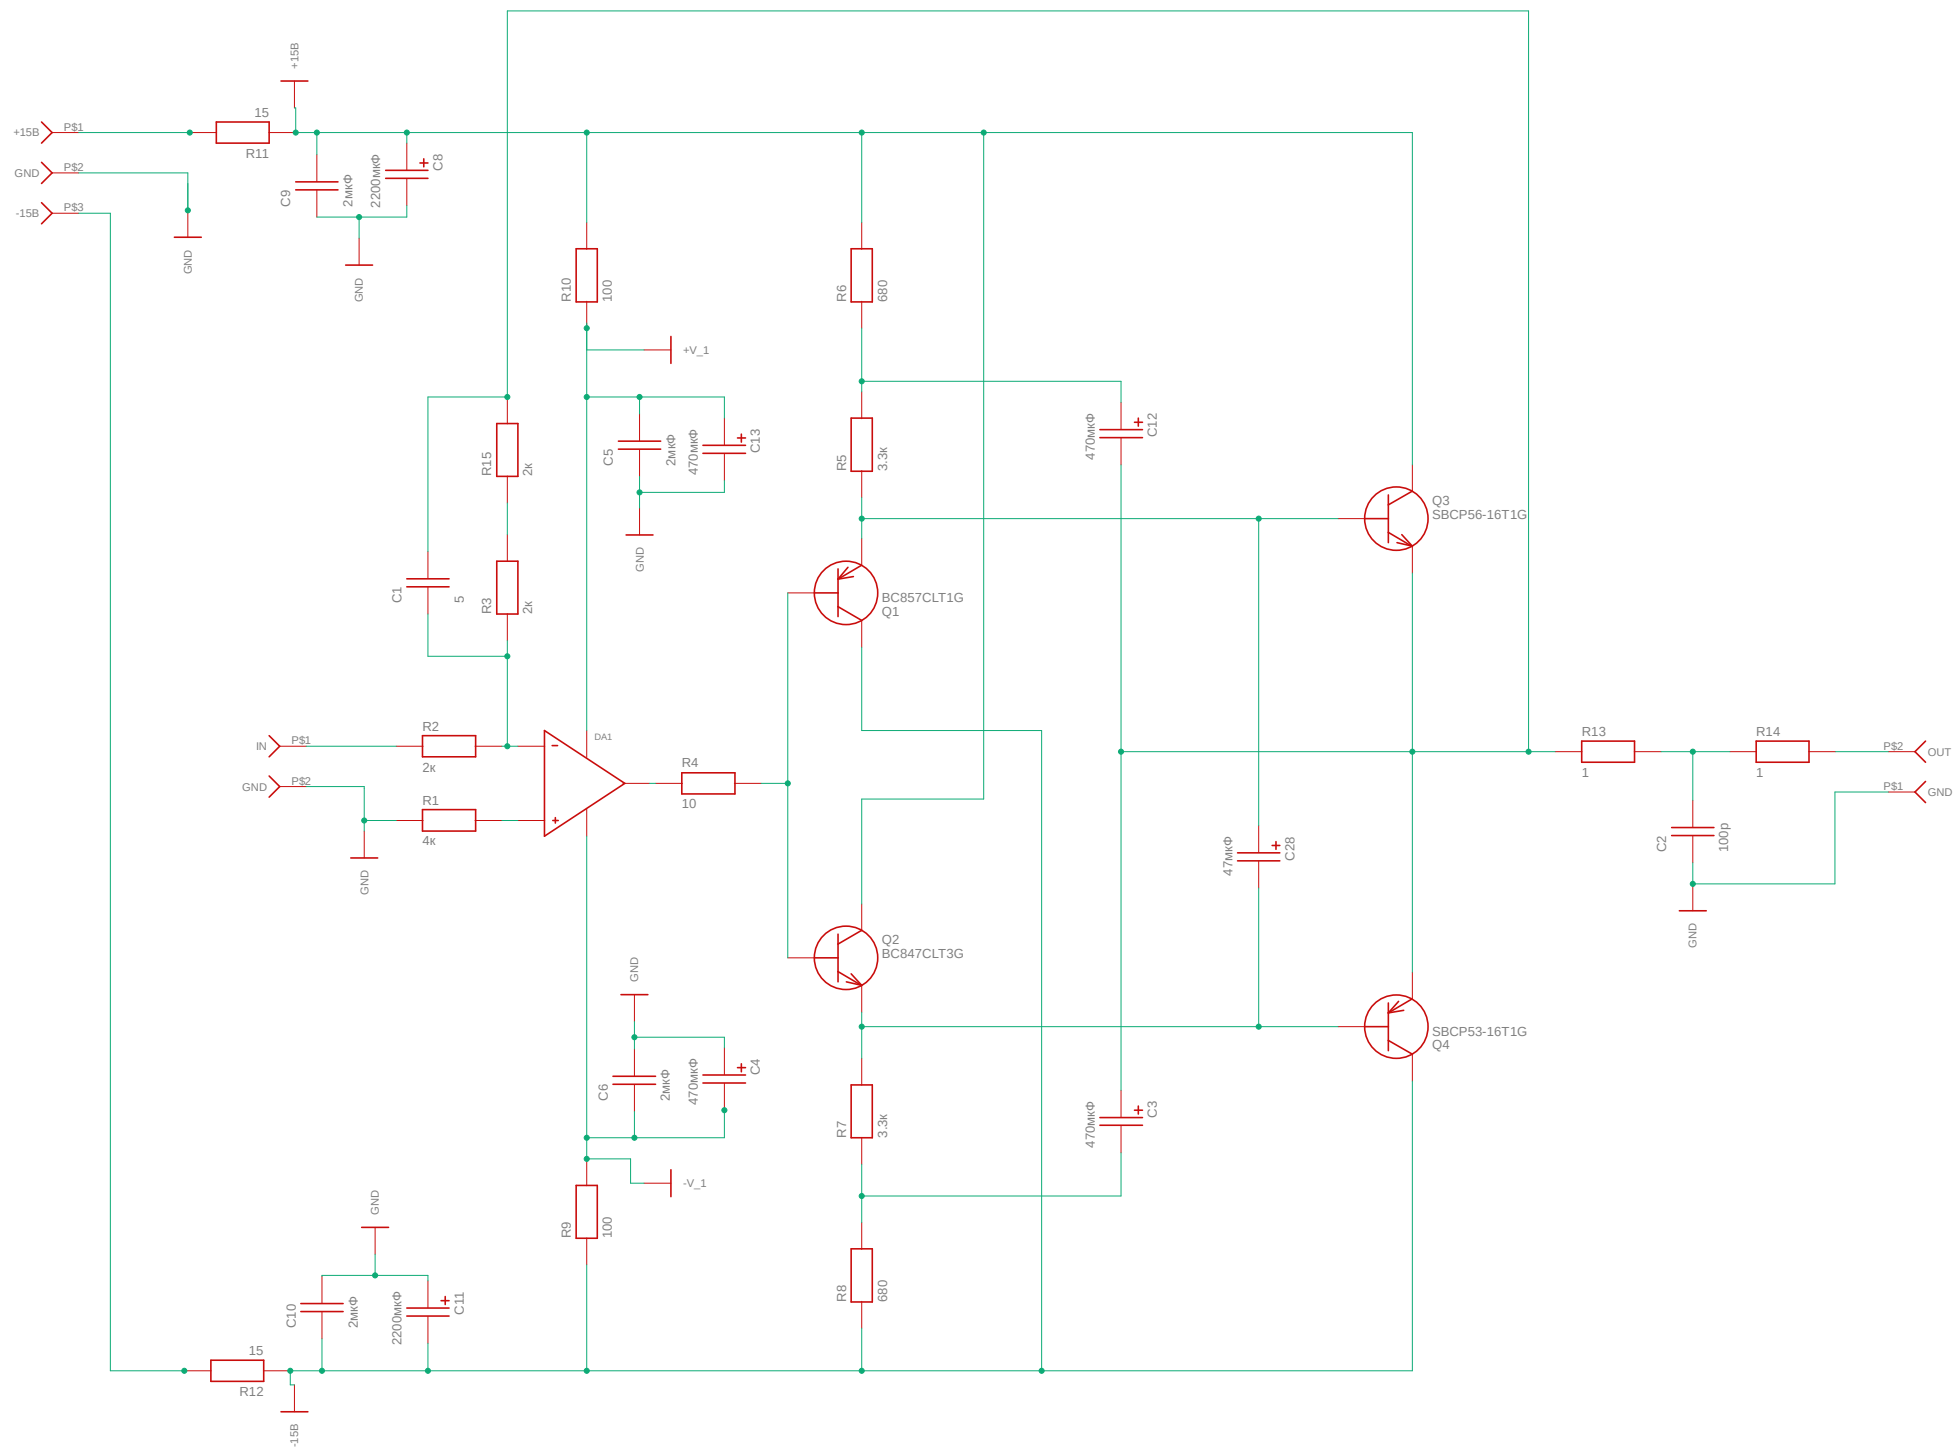 +15В
+15В
P$1
15
R11
GND
P$2
-15В
P$3
GND
C9
2мкФ
2200мкФ
C8
GND
R10
100
+V_1
R6
680
R15
2к
C5
2мкФ
470мкФ
C13
GND
R5
3.3к
470мкФ
C12
Q3
SBCP56-16T1G
C1
5
R3
2к
BC857CLT1G
Q1
IN
P$1
R2
2к
DA1
GND
P$2
R1
4к
GND
R4
10
R13
1
R14
1
P$2
OUT
P$1
GND
C2
100p
GND
47мкФ
C28
Q2
BC847CLT3G
GND
C6
2мкФ
470мкФ
C4
SBCP53-16T1G
Q4
R7
3.3к
470мкФ
C3
-V_1
R9
100
GND
C10
2мкФ
2200мкФ
C11
R8
680
15
R12
-15В